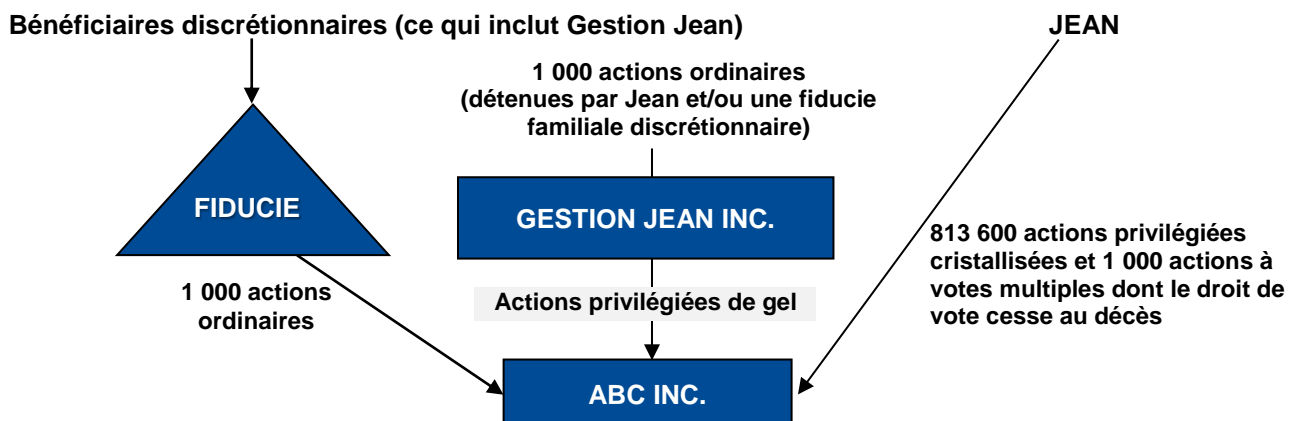 Bénéficiaires discrétionnaires (ce qui inclut Gestion Jean)
JEAN
1 000 actions ordinaires
(détenues par Jean et/ou une fiducie
familiale discrétionnaire)
FIDUCIE
GESTION JEAN INC.
813 600 actions privilégiées
cristallisées et 1 000 actions à
votes multiples dont le droit de
vote cesse au décès
1 000 actions
ordinaires
Actions privilégiées de gel
ABC INC.